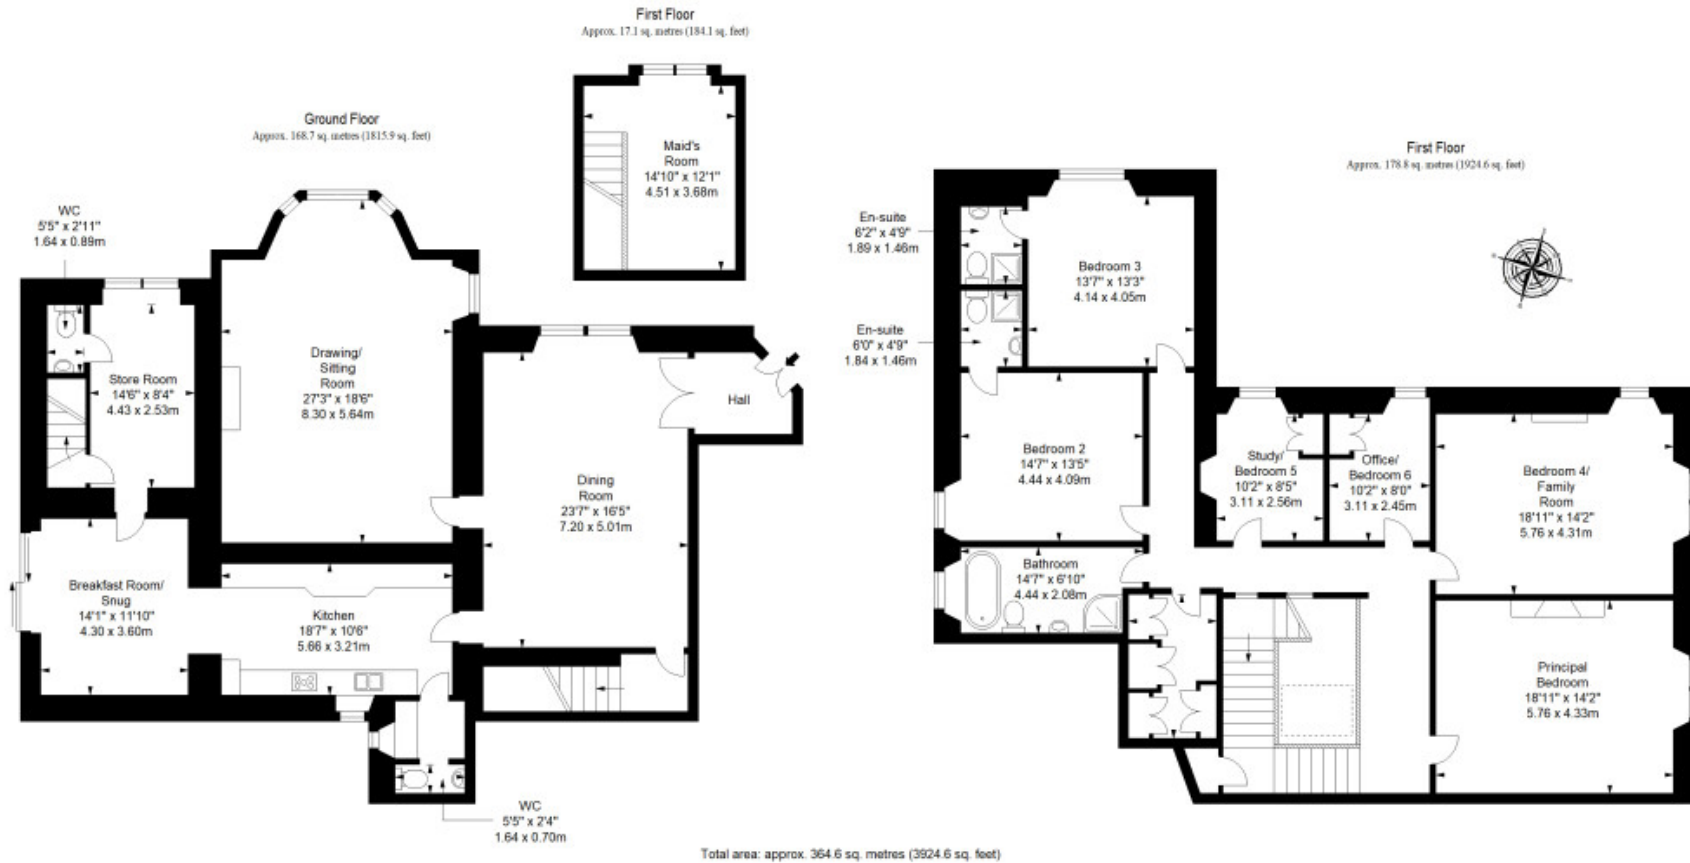 First Floor
Approx. 17.1 sq. metres (184.1 sq. feet)
Maid's
Room
14'10" x 12'1"
4.51 x 3.68m
Ground Floor
Approx. 168.7 sq. metres (1815.9 sq. feet)
WC
5'5" x 2'11"
1.64 x 0.89m
Store Room
14'6" x 8'4"
4.43 x 2.53m
Drawing/
Sitting
Room
27'3" x 18'6"
8.30 x 5.64m
Hall
Dining
Room
23'7" x 16'5"
7.20 x 5.01m
Breakfast Room/
Snug
14'1" x 11'10"
4.30 x 3.60m
Kitchen
18'7" x 10'6"
5.66 x 3.21m
WC
5'5" x 2'4"
1.64 x 0.70m
First Floor
Approx. 178.8 sq. metres (1924.6 sq. feet)
En-suite
6'2" x 4'9"
1.89 x 1.46m
Bedroom 3
13'7" x 13'3"
4.14 x 4.05m
En-suite
6'0" x 4'9"
1.84 x 1.46m
Bedroom 2
14'7" x 13'5"
4.44 x 4.09m
Study/
Bedroom 5
10'2" x 8'5"
3.11 x 2.56m
Office/
Bedroom 6
10'2" x 8'0"
3.11 x 2.45m
Bedroom 4/
Family
Room
18'11" x 14'2"
5.76 x 4.31m
Bathroom
14'7" x 6'10"
4.44 x 2.08m
Principal
Bedroom
18'11" x 14'2"
5.76 x 4.33m
Total area: approx. 364.6 sq. metres (3924.6 sq. feet)